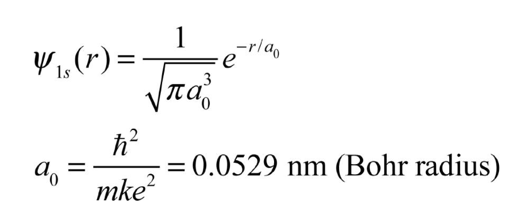 ψ₁ₛ(r) = 1/√(πa₀³) e^(−r/a₀)
a₀ = ℏ²/mke² = 0.0529 nm (Bohr radius)